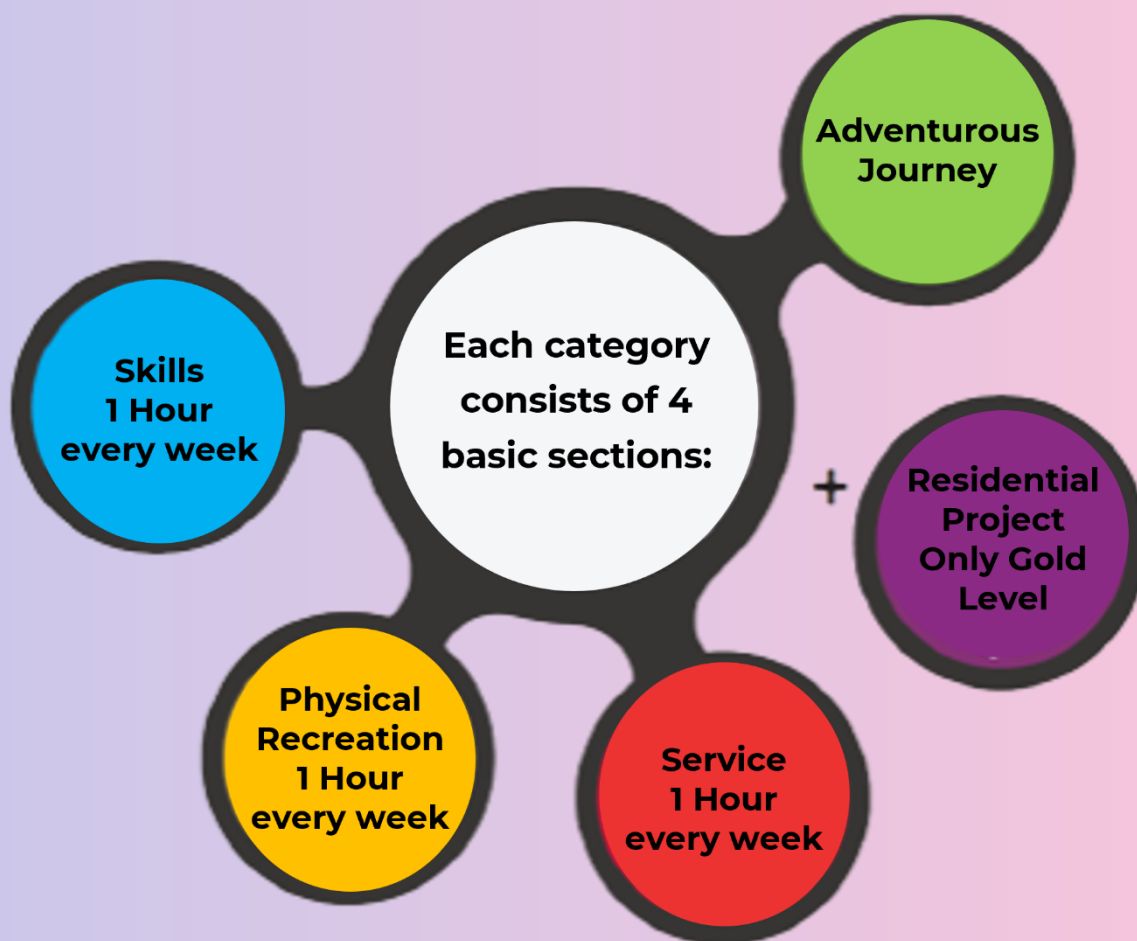 Each category
consists of 4
basic sections:
Adventurous
Journey
Skills
1 Hour
every week
+
Residential
Project
Only Gold
Level
Physical
Recreation
1 Hour
every week
Service
1 Hour
every week